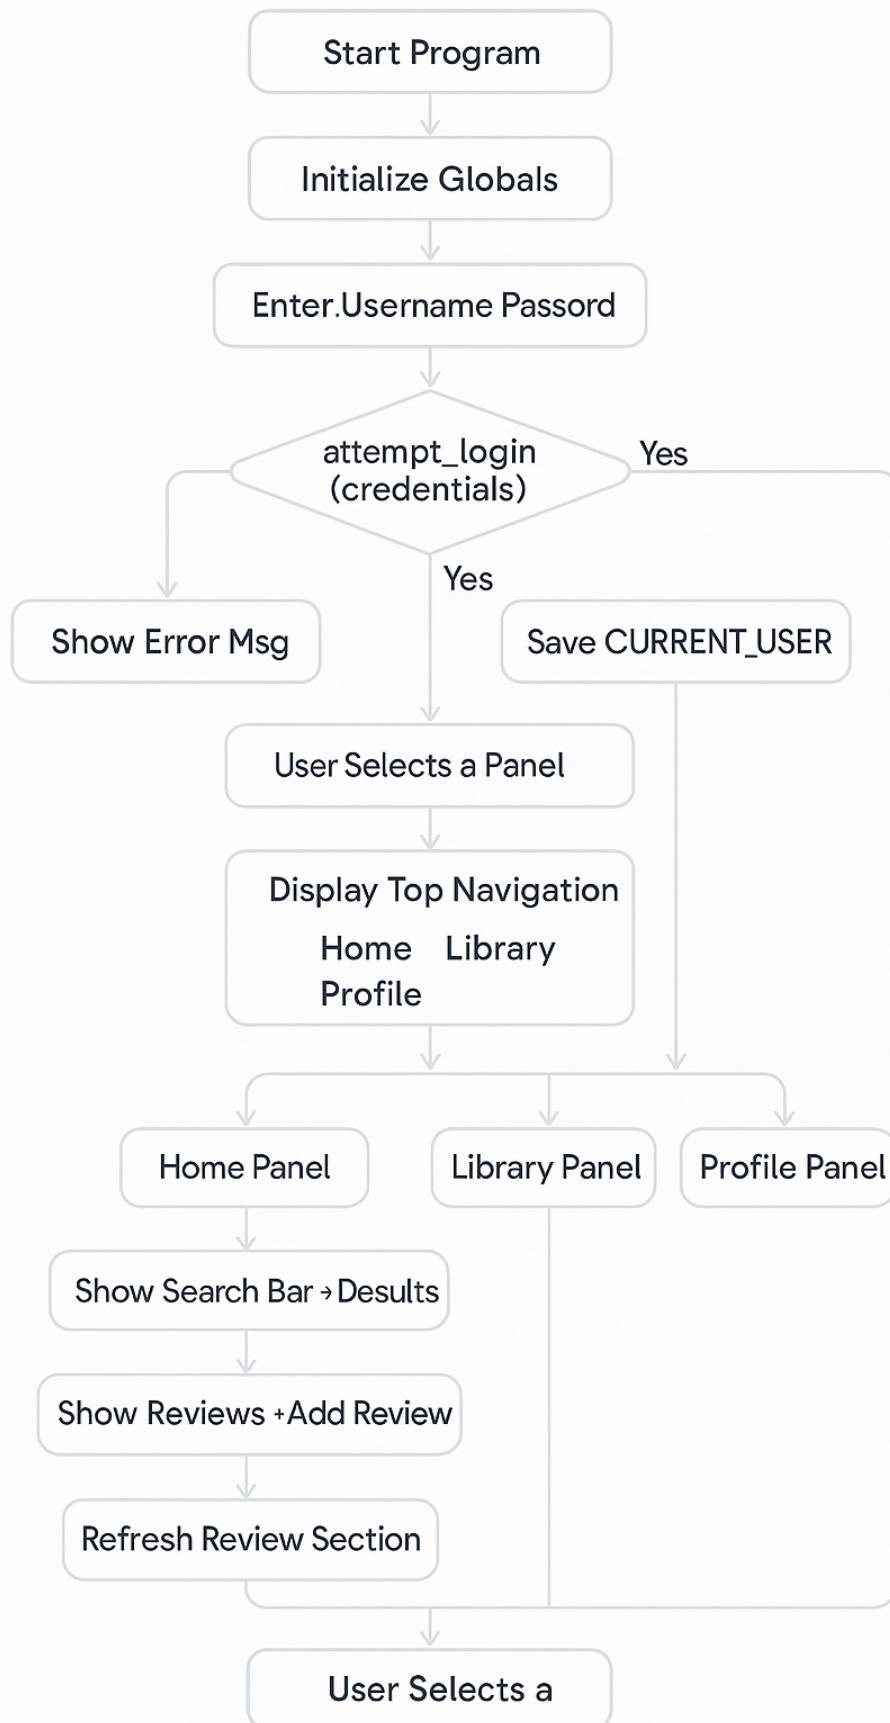 Start Program
Initialize Globals
Enter.Username Passord
attempt_login
(credentials)
Yes
Yes
Show Error Msg
Save CURRENT_USER
User Selects a Panel
Display Top Navigation
Home Library
Profile
Home Panel
Library Panel
Profile Panel
Show Search Bar → Desults
Show Reviews +Add Review
Refresh Review Section
User Selects a